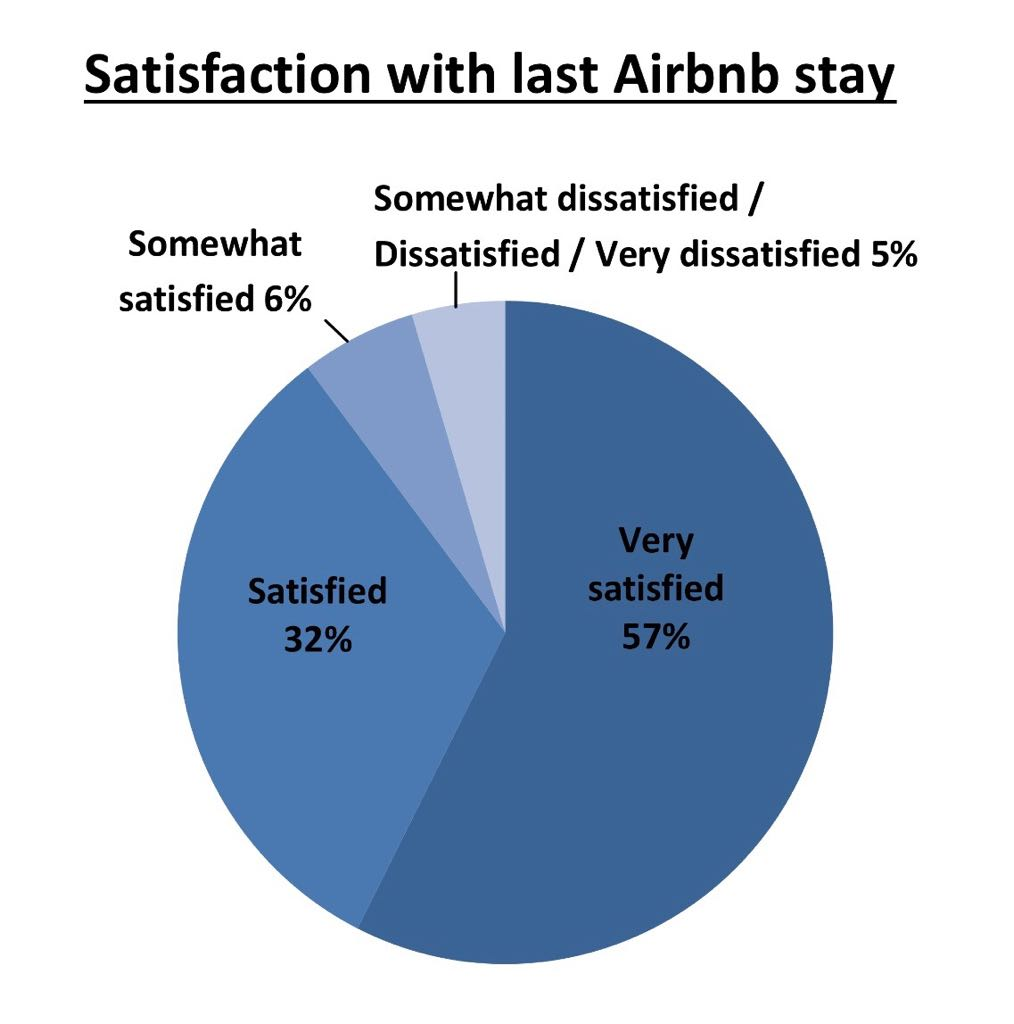 Satisfaction with last Airbnb stay
Somewhat dissatisfied /
Dissatisfied / Very dissatisfied 5%
Somewhat
satisfied 6%
Very
satisfied
57%
Satisfied
32%